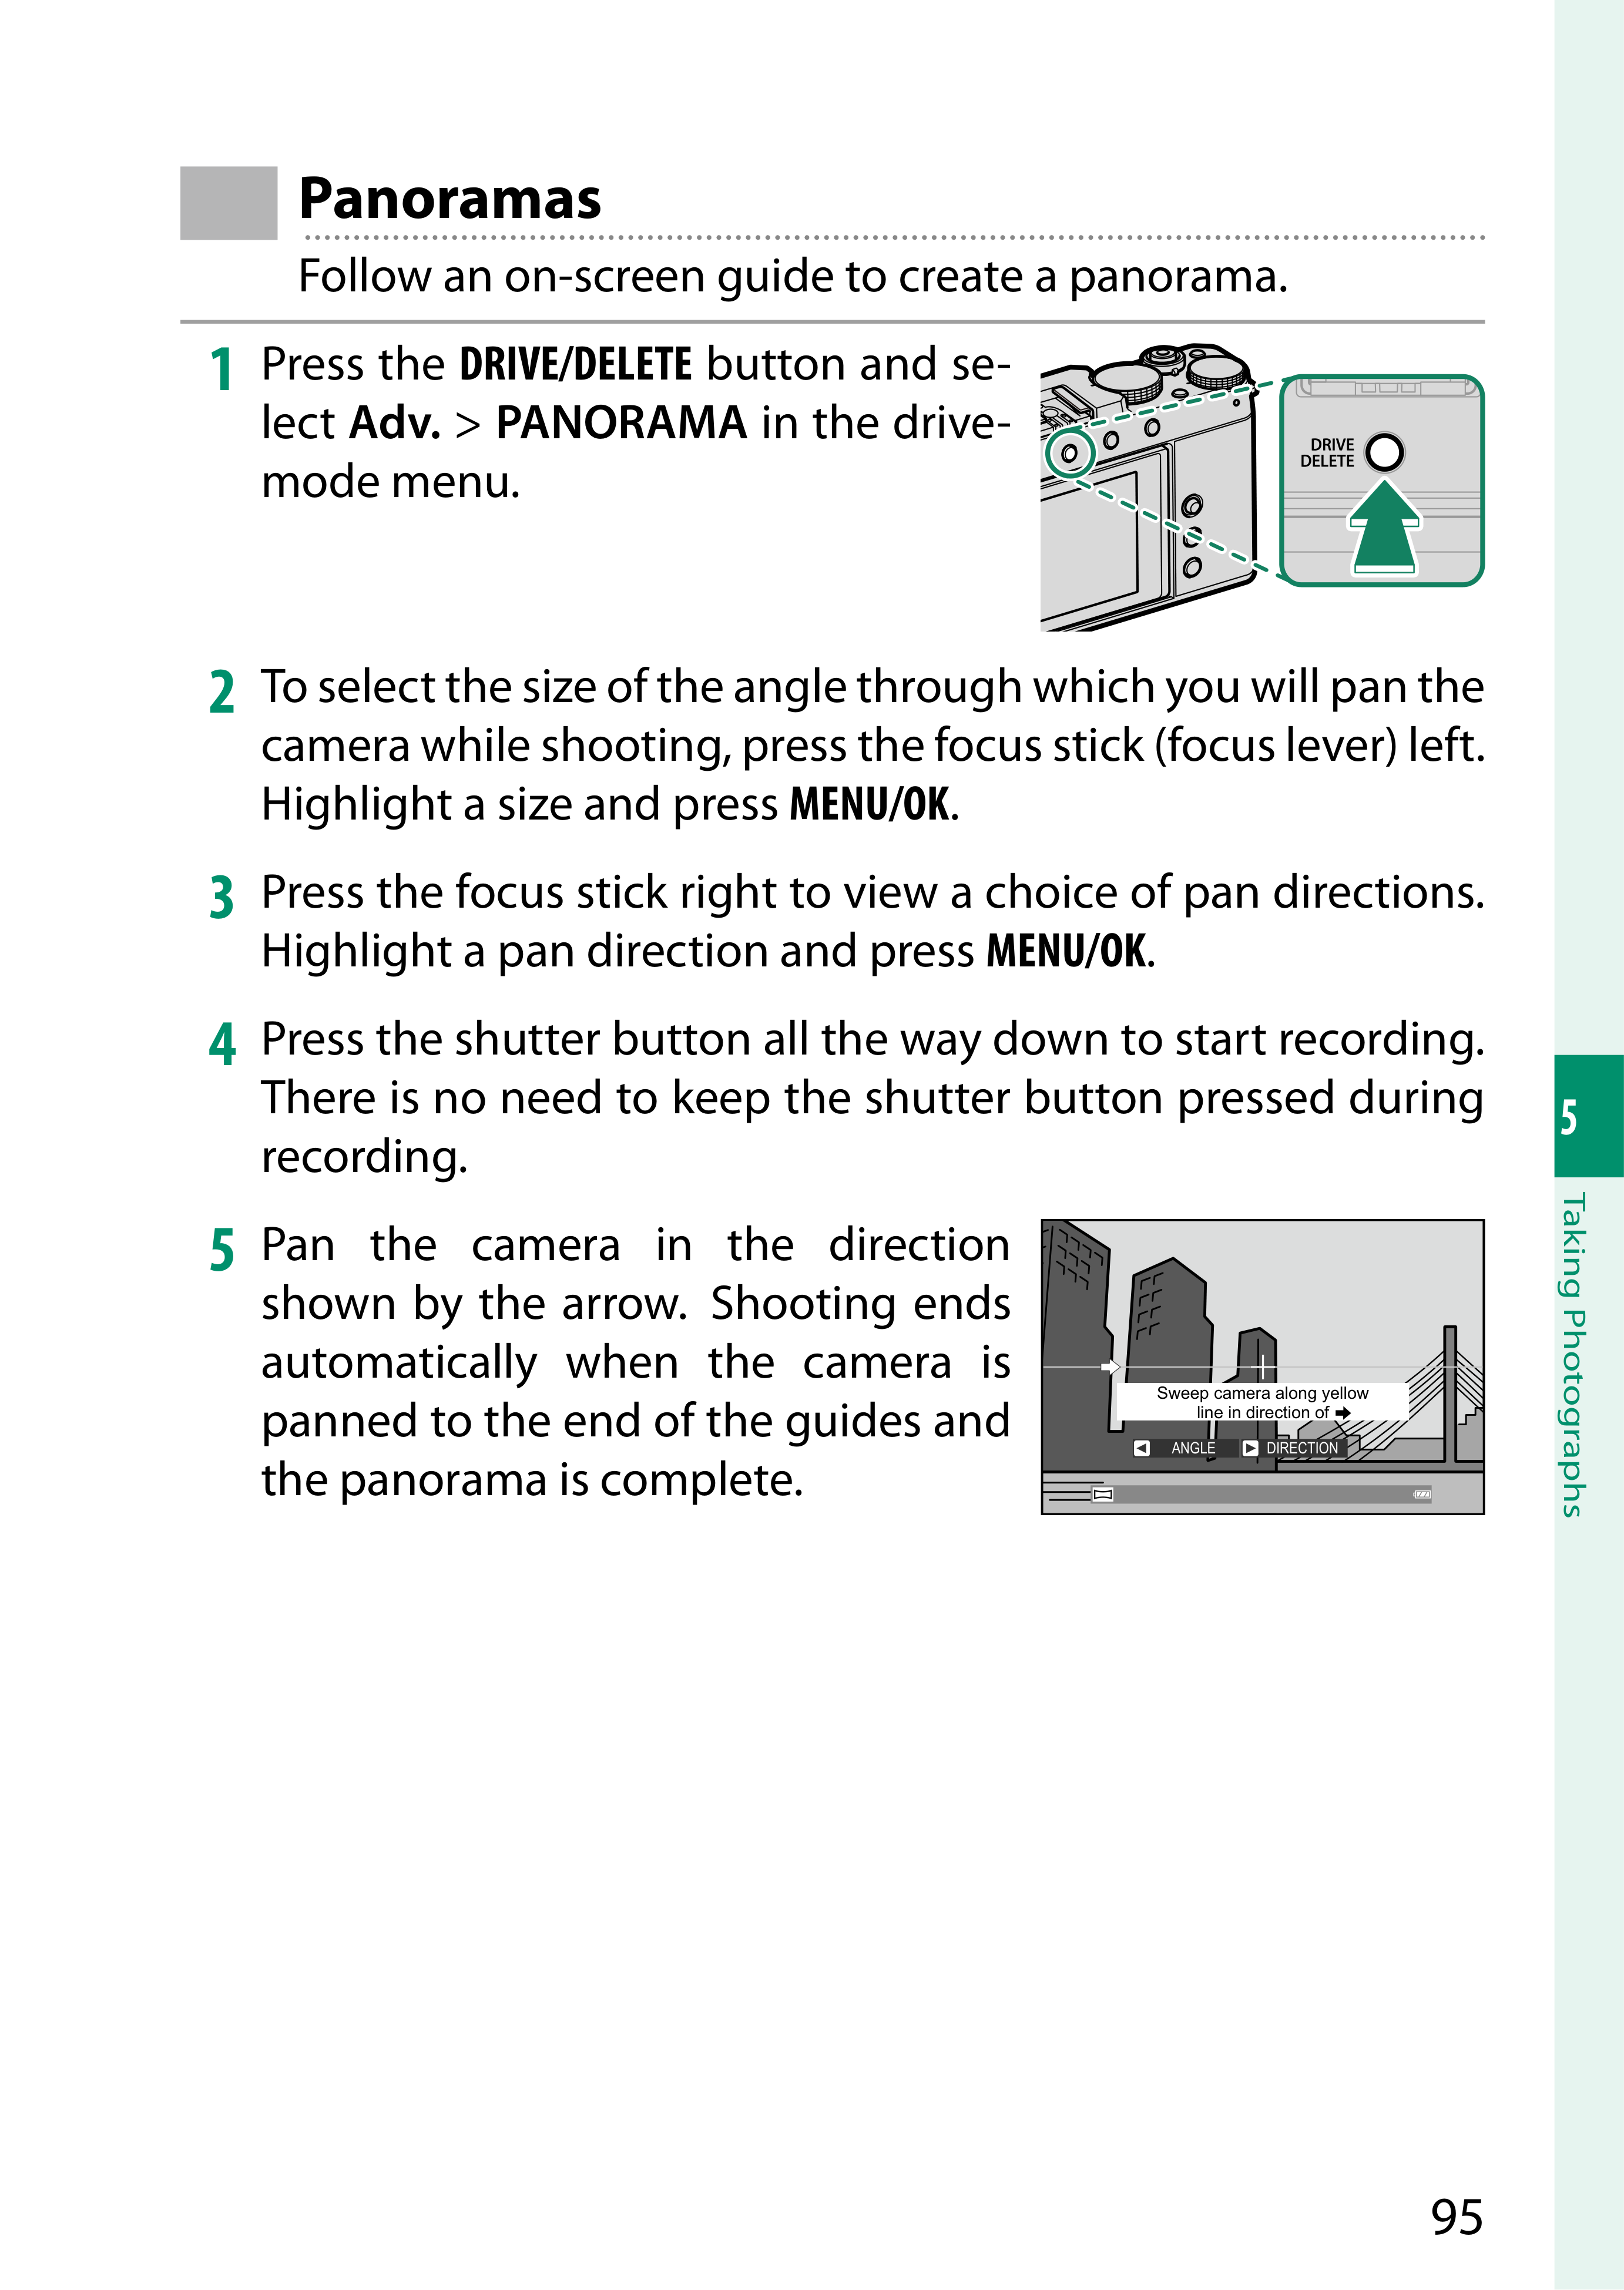 Panoramas
Follow an on-screen guide to create a panorama.
1 Press the DRIVE/DELETE button and se-
lect Adv. > PANORAMA in the drive-
mode menu.
DRIVE
DELETE
2 To select the size of the angle through which you will pan the
camera while shooting, press the focus stick (focus lever) left.
Highlight a size and press MENU/OK.
3 Press the focus stick right to view a choice of pan directions.
Highlight a pan direction and press MENU/OK.
4 Press the shutter button all the way down to start recording.
There is no need to keep the shutter button pressed during
recording.
5 Pan the camera in the direction
shown by the arrow. Shooting ends
automatically when the camera is
panned to the end of the guides and
the panorama is complete.
Sweep camera along yellow
line in direction of ➡
◀ ANGLE ▶ DIRECTION
5
Taking Photographs
95